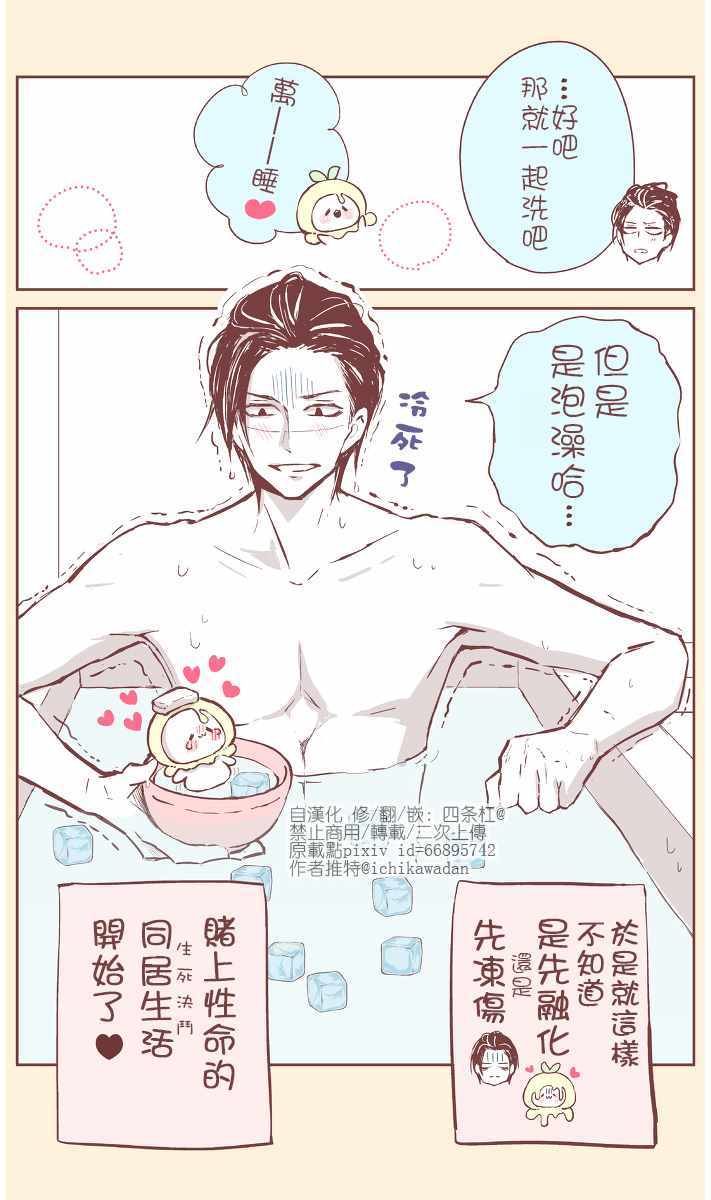 …好吧
那就一起洗吧
萬——睡♥
但是
是泡澡哈…
冷死了
自漢化 修/翻/嵌: 四条杠@
禁止商用/轉載/二次上傳
原載點pixiv id=66895742
作者推特@ichikawadan
於是就這樣
不知道
是先融化
還是
先凍傷
賭上性命的
生死決鬥
同居生活
開始了♥